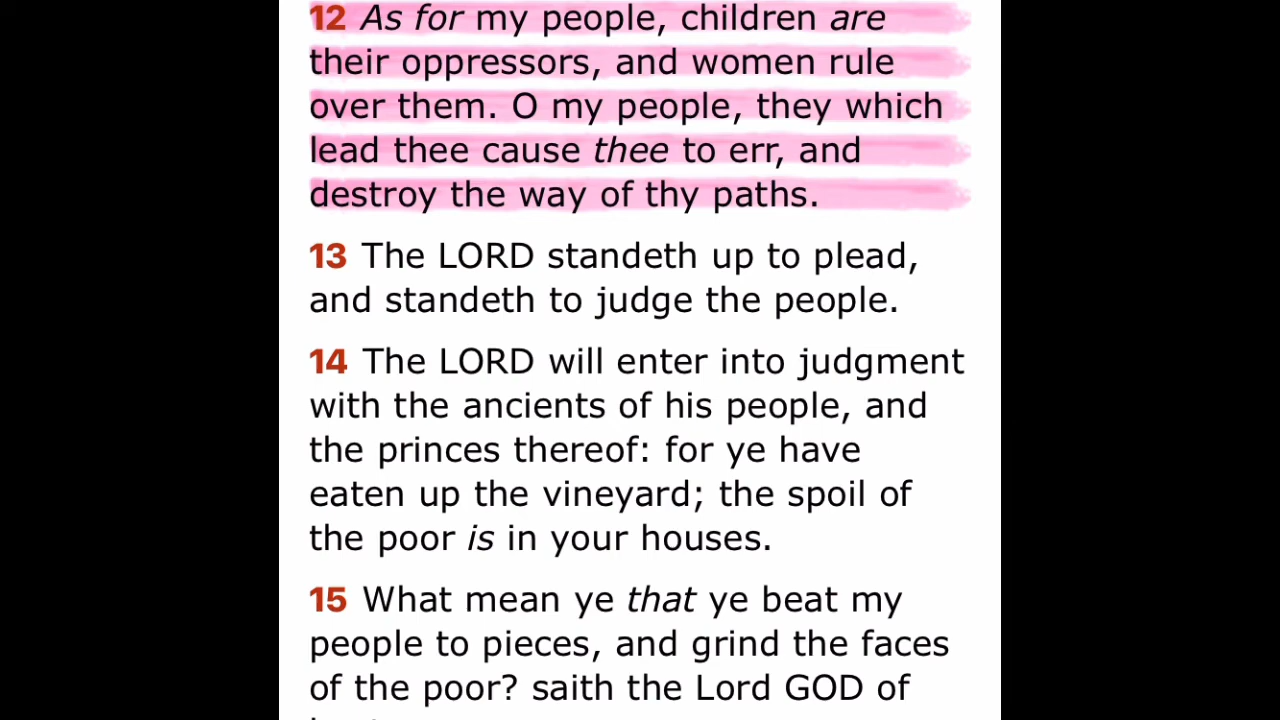 12 As for my people, children are
their oppressors, and women rule
over them. O my people, they which
lead thee cause thee to err, and
destroy the way of thy paths.
13 The LORD standeth up to plead,
and standeth to judge the people.
14 The LORD will enter into judgment
with the ancients of his people, and
the princes thereof: for ye have
eaten up the vineyard; the spoil of
the poor is in your houses.
15 What mean ye that ye beat my
people to pieces, and grind the faces
of the poor? saith the Lord GOD of